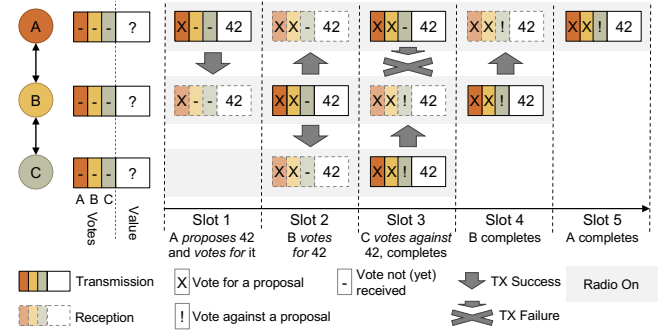 A - - - ? X - - 42 X X - 42 X X - 42 X X ! 42 X X ! 42
B - - - ? X - - 42 X X - 42 X X ! 42 X X ! 42
C - - - ? X X - 42 X X ! 42
A B C
Votes
Value
Slot 1
A proposes 42
and votes for it
Slot 2
B votes
for 42
Slot 3
C votes against
42, completes
Slot 4
B completes
Slot 5
A completes
Transmission
Reception
X Vote for a proposal
! Vote against a proposal
- Vote not (yet)
received
TX Success
TX Failure
Radio On